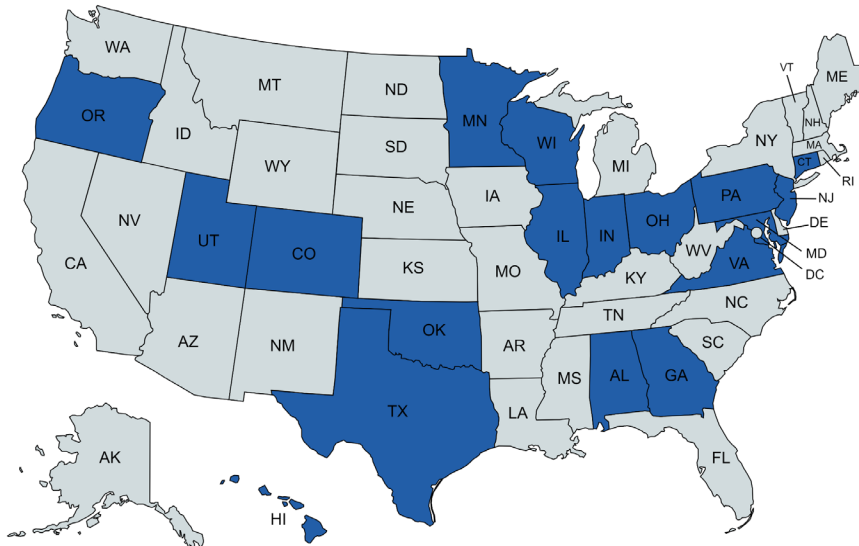 WA
VT
ME
MT
ND
OR
MN
NH
ID
NY
WI
MA
CT
SD
MI
RI
WY
PA
IA
NJ
NE
OH
NV
DE
IL
IN
UT
WV
MD
CO
VA
CA
KS
MO
DC
KY
NC
TN
OK
AZ
NM
AR
SC
MS
AL
GA
TX
LA
AK
FL
HI